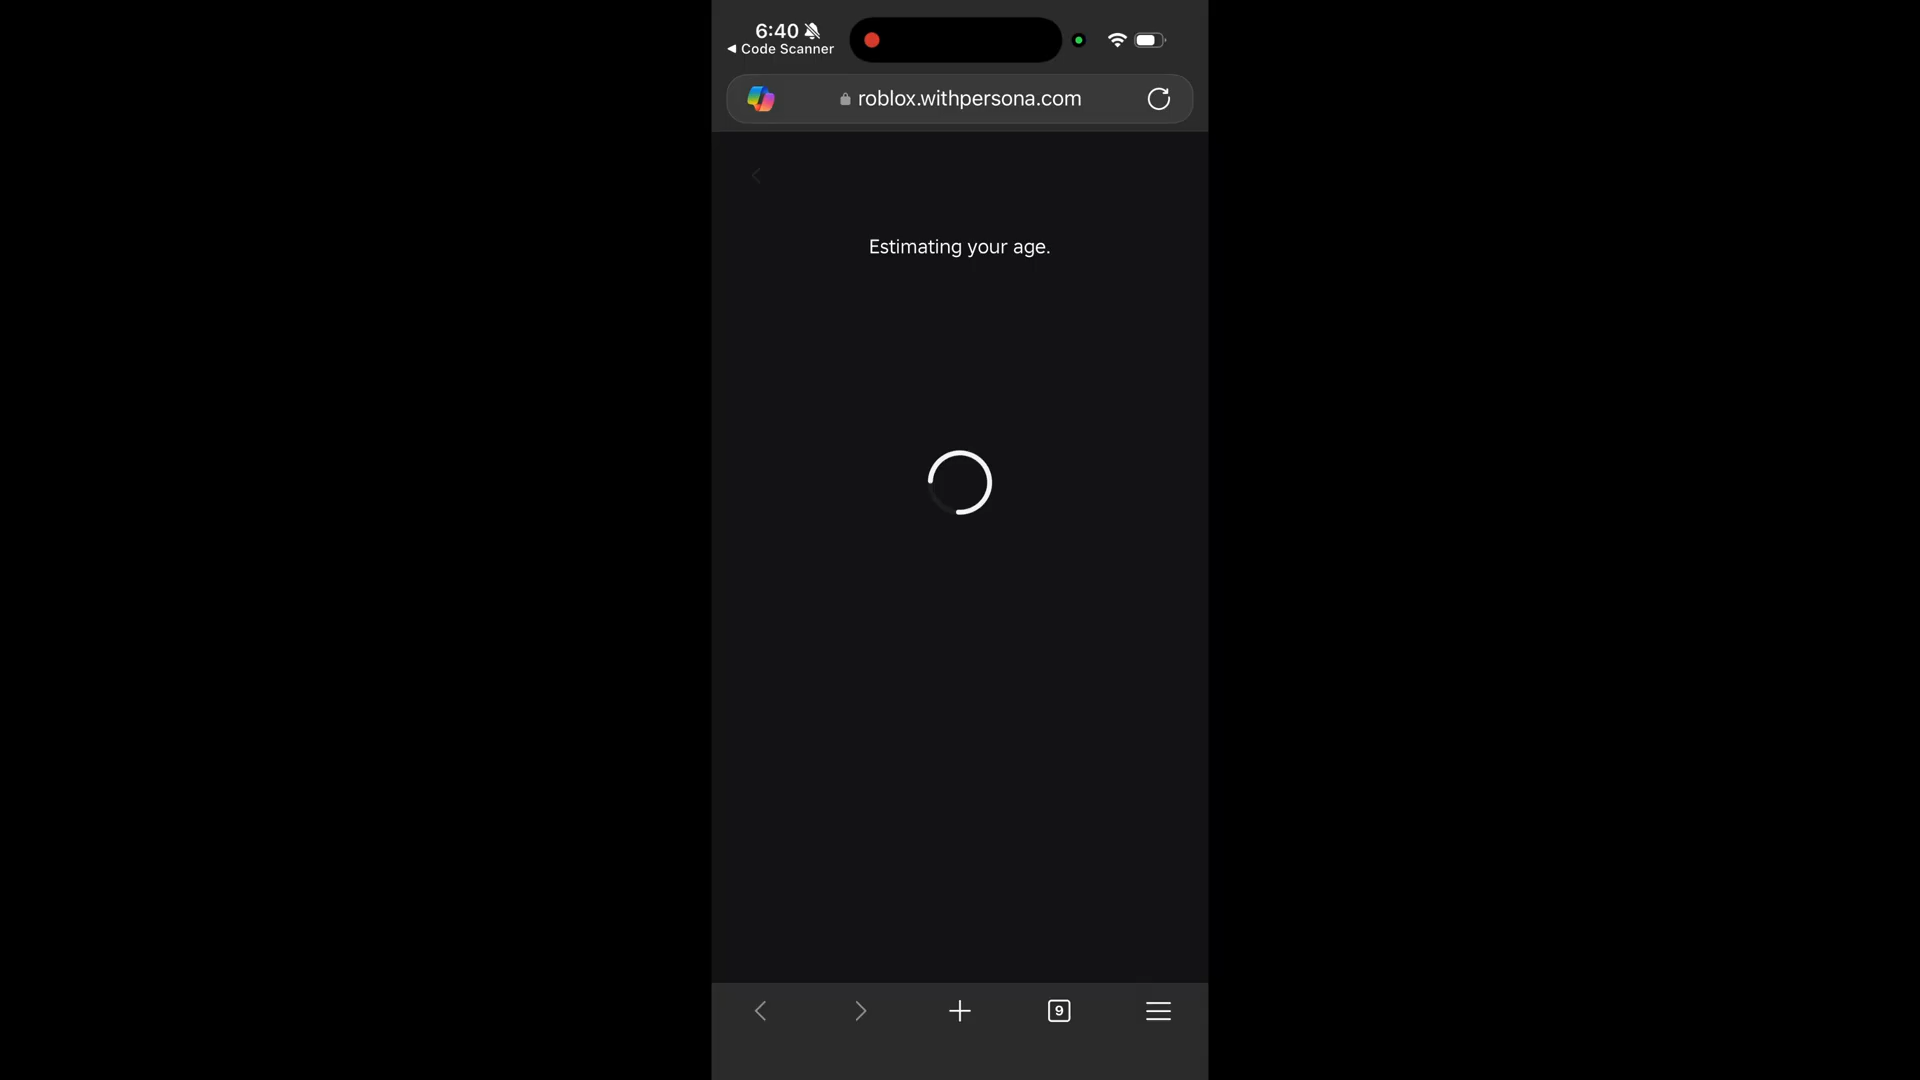 6:40
◀ Code Scanner
roblox.withpersona.com
Estimating your age.
9